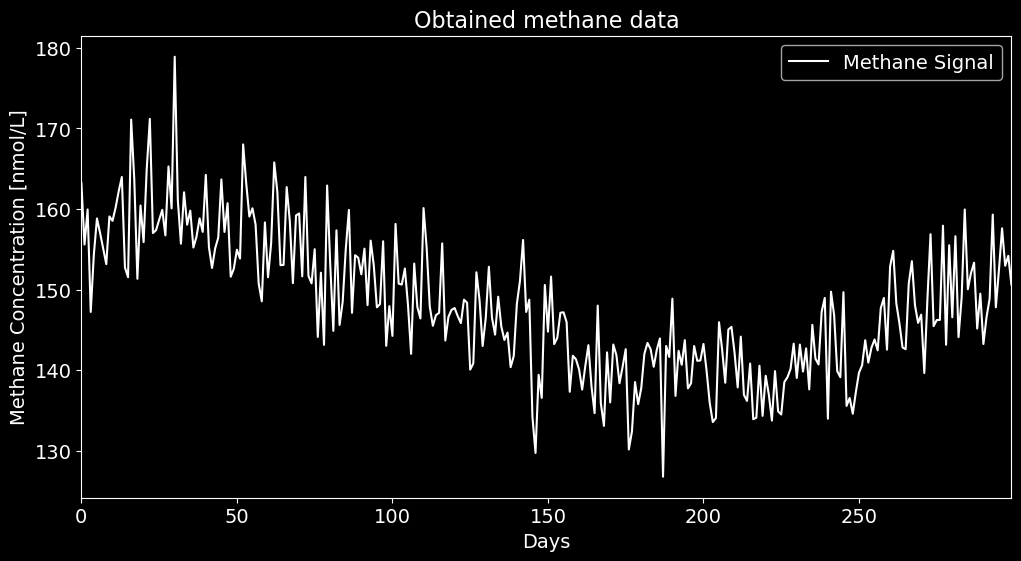 Obtained methane data
Methane Signal
Methane Concentration [nmol/L]
180
170
160
150
140
130
0 50 100 150 200 250
Days